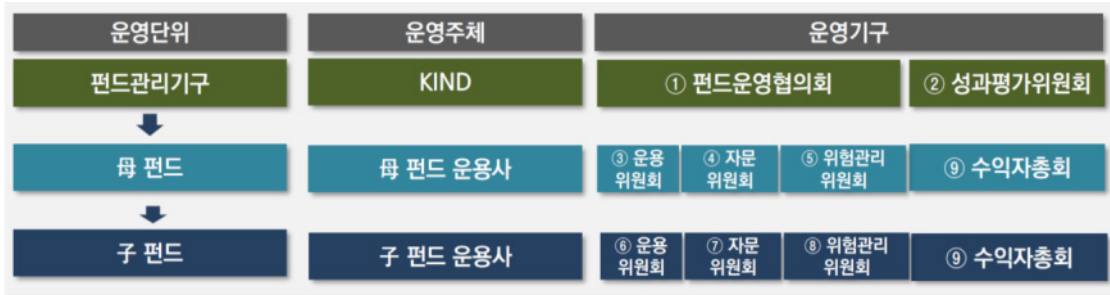 운영단위 운영주체 운영기구
펀드관리기구 KIND ① 펀드운영협의회 ② 성과평가위원회
母 펀드 母 펀드 운용사 ③ 운용 위원회 ④ 자문 위원회 ⑤ 위험관리 위원회 ⑨ 수익자총회
子 펀드 子 펀드 운용사 ⑥ 운용 위원회 ⑦ 자문 위원회 ⑧ 위험관리 위원회 ⑨ 수익자총회